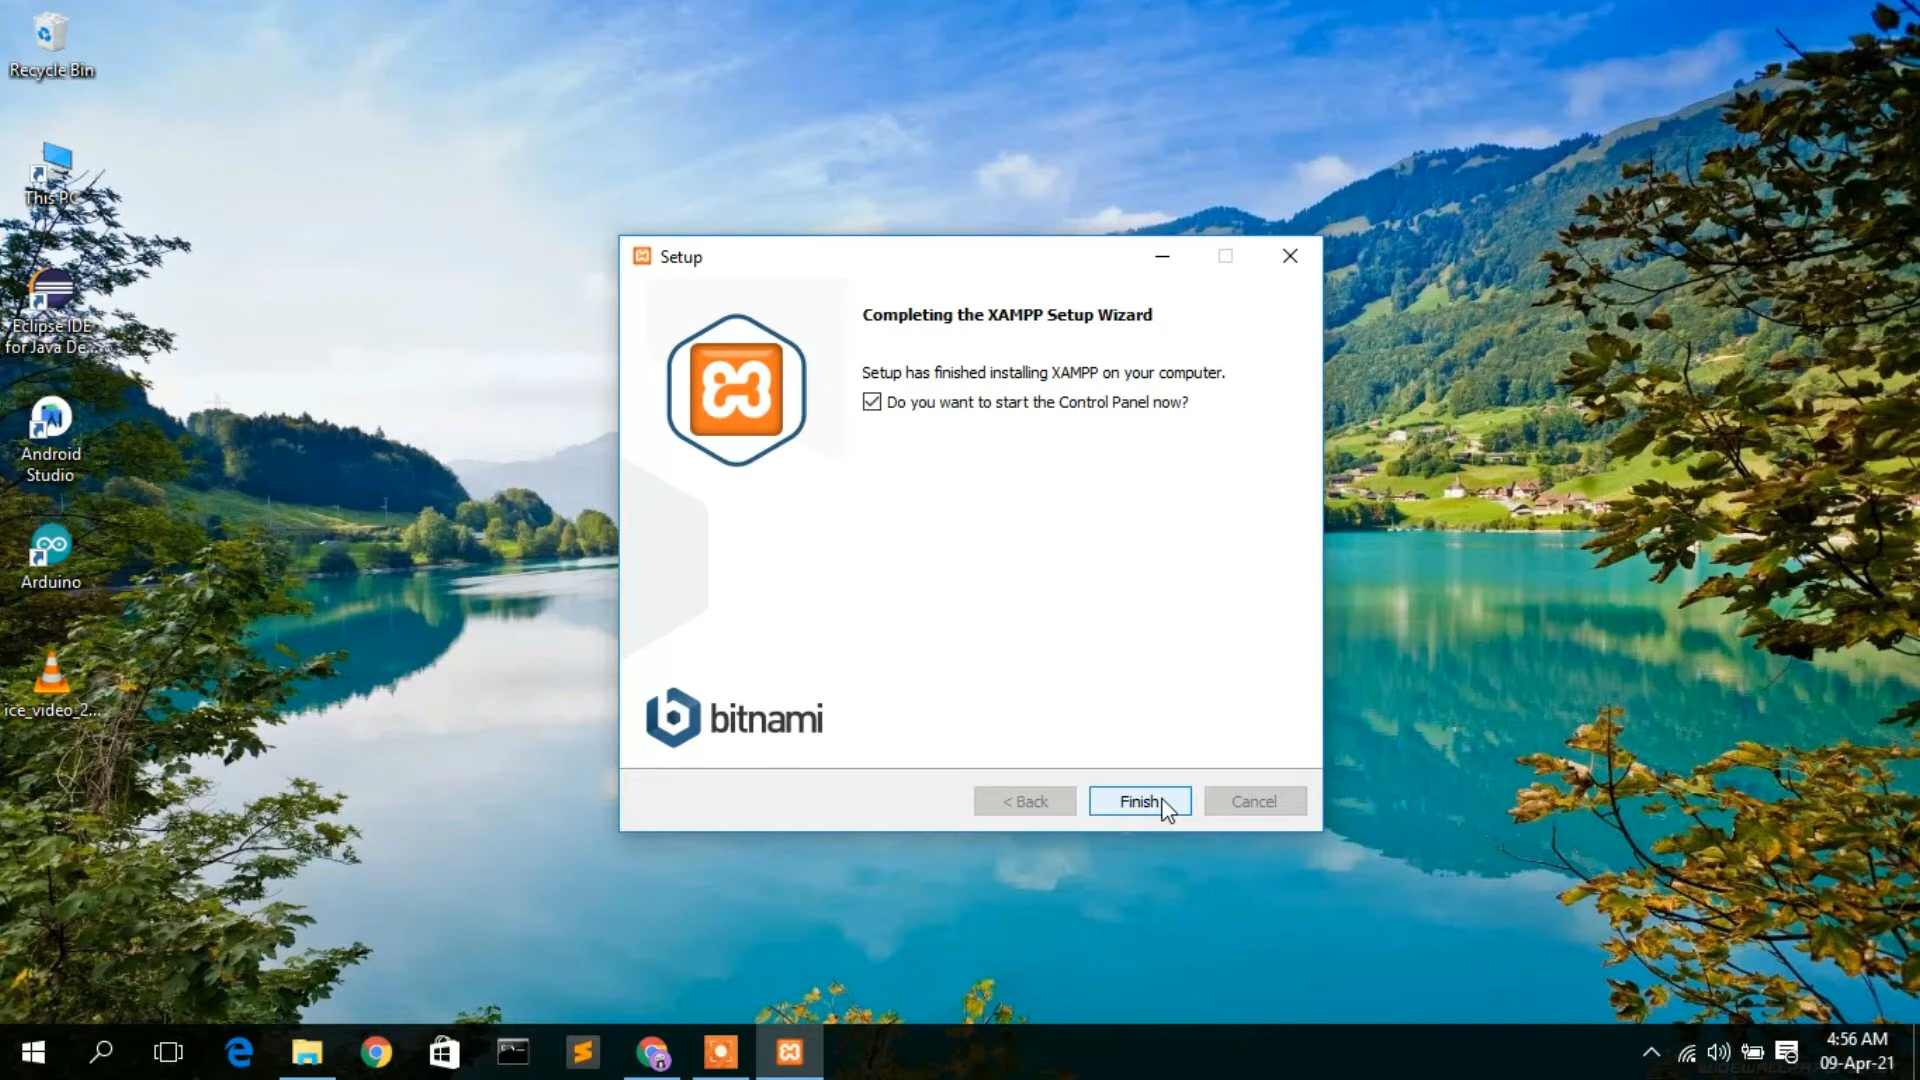 Recycle Bin
This PC
Eclipse IDE
for Java De...
Android
Studio
Arduino
ice_video_2...
Setup
Completing the XAMPP Setup Wizard
Setup has finished installing XAMPP on your computer.
Do you want to start the Control Panel now?
bitnami
< Back
Finish
Cancel
4:56 AM
09-Apr-21